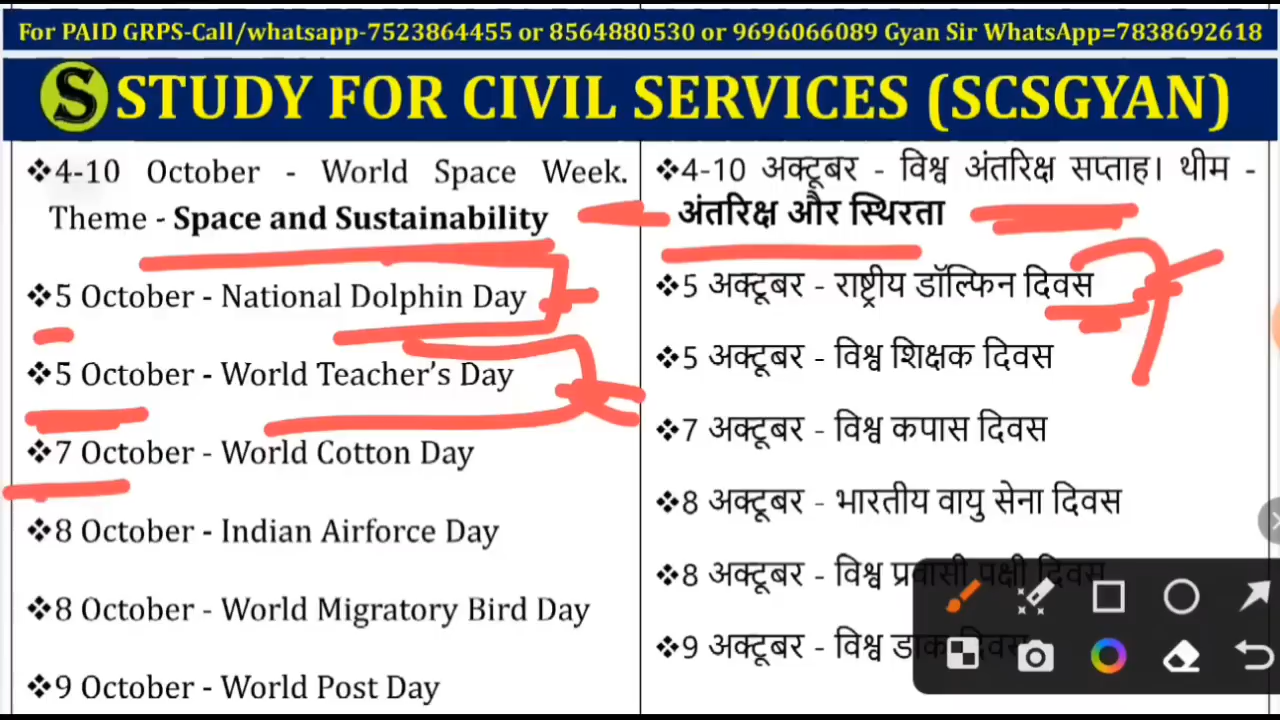 For PAID GRPS-Call/whatsapp-7523864455 or 8564880530 or 9696066089 Gyan Sir WhatsApp=7838692618
S STUDY FOR CIVIL SERVICES (SCSGYAN)
❖4-10 October - World Space Week.
Theme - Space and Sustainability
❖5 October - National Dolphin Day
❖5 October - World Teacher's Day
❖7 October - World Cotton Day
❖8 October - Indian Airforce Day
❖8 October - World Migratory Bird Day
❖9 October - World Post Day
❖4-10 अक्टूबर - विश्व अंतरिक्ष सप्ताह। थीम -
अंतरिक्ष और स्थिरता
❖5 अक्टूबर - राष्ट्रीय डॉल्फिन दिवस
❖5 अक्टूबर - विश्व शिक्षक दिवस
❖7 अक्टूबर - विश्व कपास दिवस
❖8 अक्टूबर - भारतीय वायु सेना दिवस
❖8 अक्टूबर - विश्व प्रवासी पक्षी दिवस
❖9 अक्टूबर - विश्व डाक दिवस